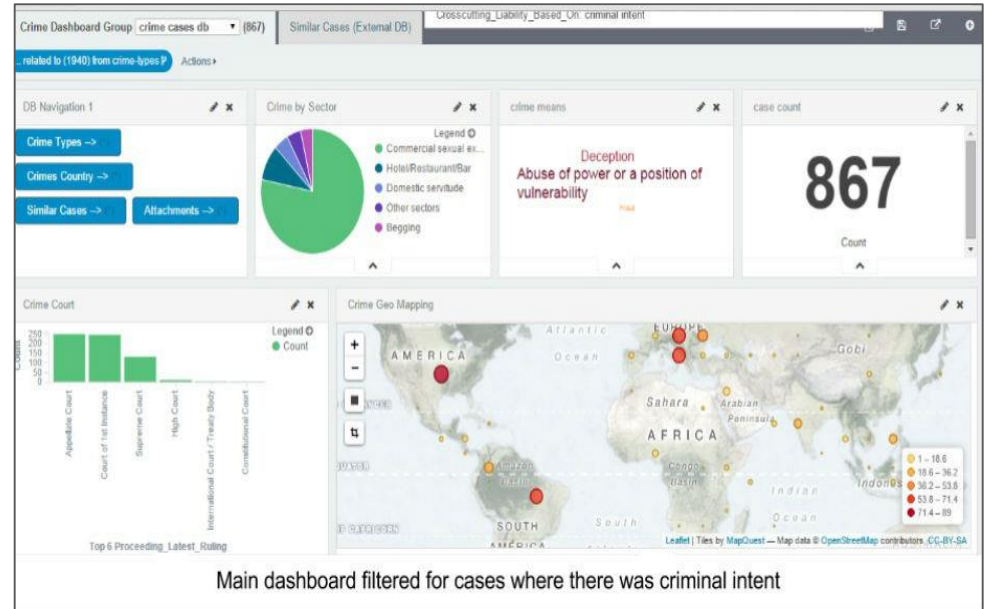 Crime Dashboard Group crime cases db (867) Similar Cases (External DB) Crosscutting_Liability_Based_On: criminal intent
... related to (1940) from crime-types Actions
DB Navigation 1
Crime Types -->
Crimes Country -->
Similar Cases --> Attachments -->
Crime by Sector
Legend
Commercial sexual ex...
Hotel/Restaurant/Bar
Domestic servitude
Other sectors
Begging
crime means
Deception
Abuse of power or a position of
vulnerability
case count
867
Count
Crime Court
Legend
Count
Count
250
200
150
100
50
0
Appellate Court
Court of 1st Instance
Supreme Court
High Court
International Court / Treaty Body
Constitutional Court
Top 6 Proceeding_Latest_Ruling
Crime Geo Mapping
+
−
Atlantic
Ocean
EUROPE
AMERICA
Gobi
Sahara
Arabian
Peninsula
AFRICA
Amazon
Basin
Congo
Basin
Indian
Ocean
South
SOUTH
AMERICA
1 – 18.6
18.6 – 36.2
36.2 – 53.8
53.8 – 71.4
71.4 – 89
Leaflet | Tiles by MapQuest — Map data © OpenStreetMap contributors, CC-BY-SA
Main dashboard filtered for cases where there was criminal intent